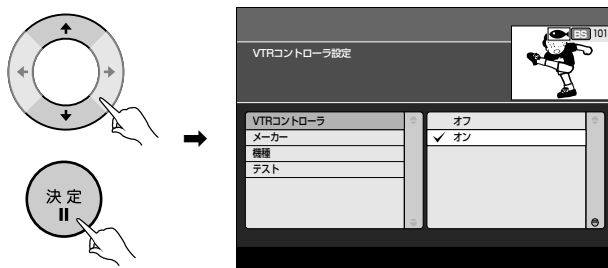 決定
BS 101
VTRコントローラ設定
VTRコントローラ
メーカー
機種
テスト
オフ
オン